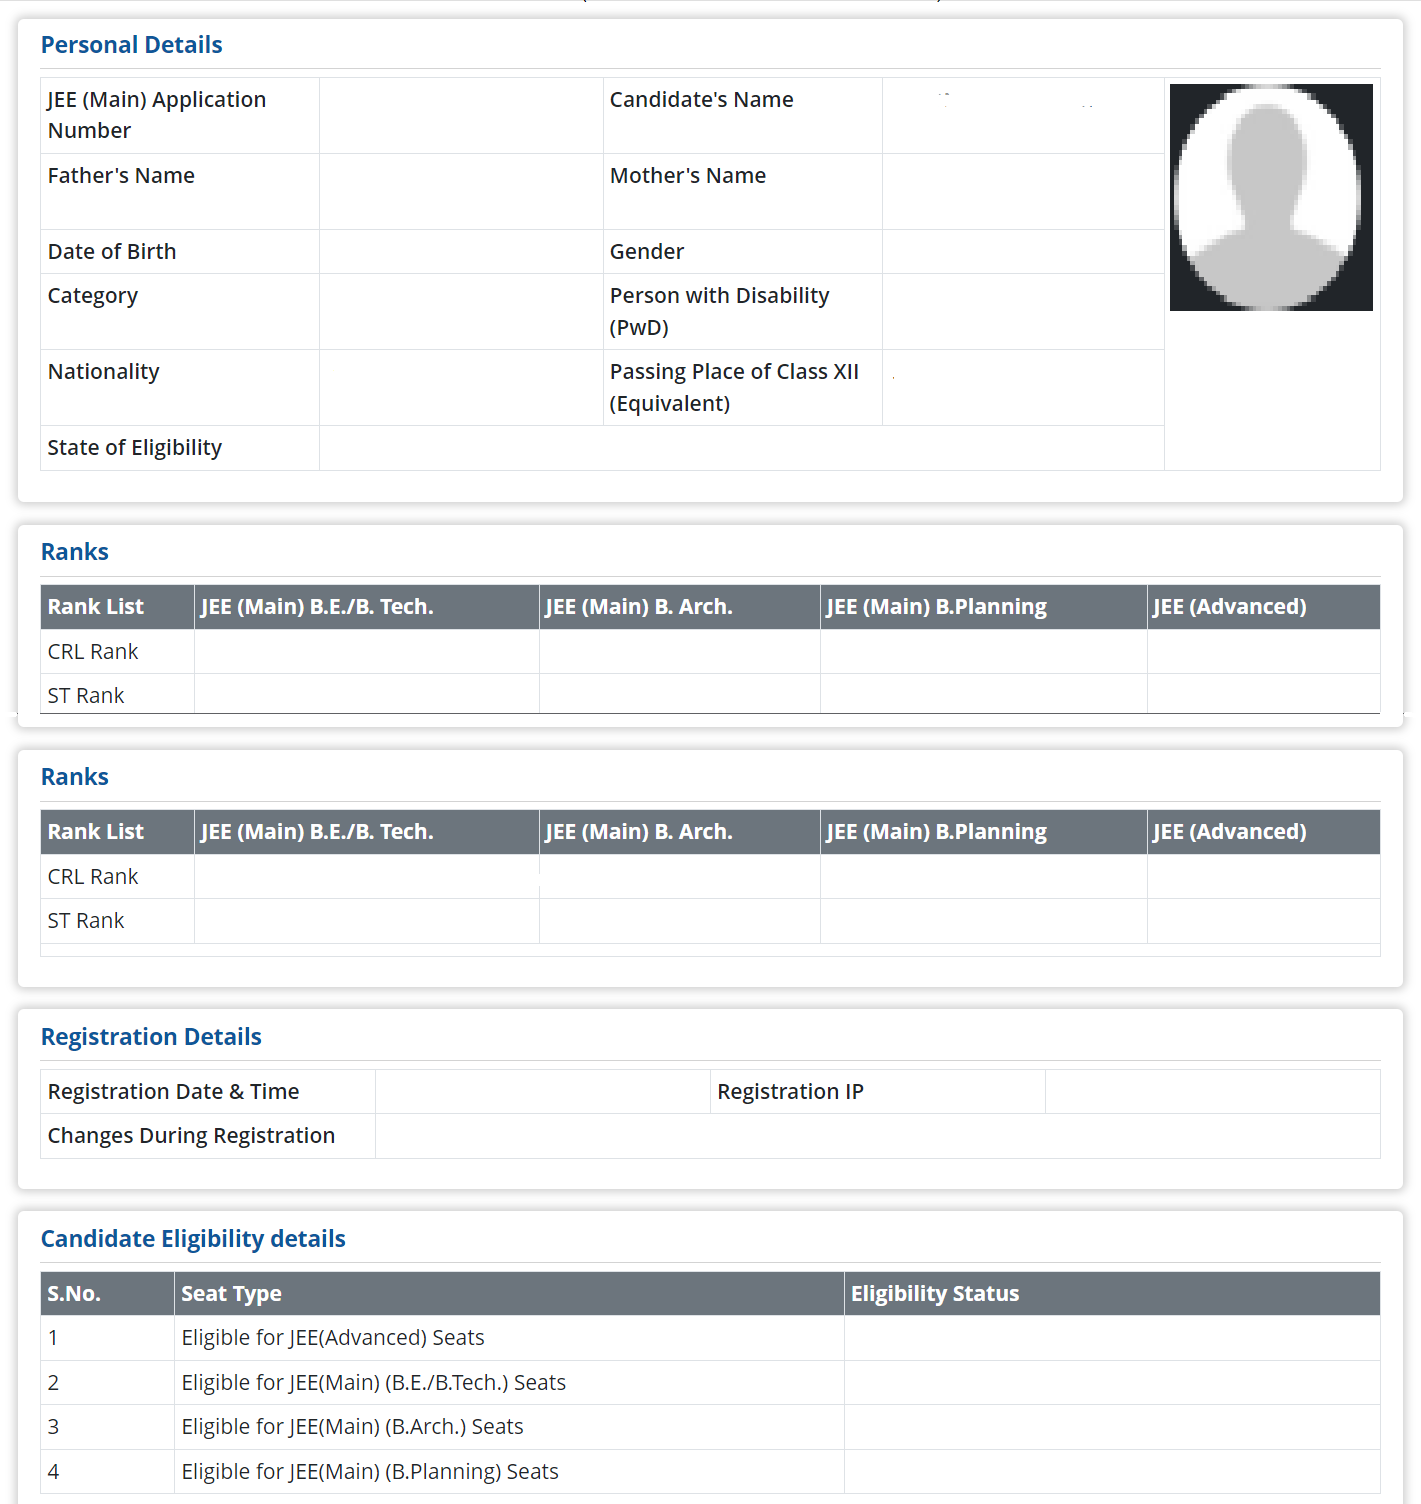 Personal Details
JEE (Main) Application Number
Candidate's Name
Father's Name
Mother's Name
Date of Birth
Gender
Category
Person with Disability (PwD)
Nationality
Passing Place of Class XII (Equivalent)
State of Eligibility
Ranks
Rank List JEE (Main) B.E./B. Tech. JEE (Main) B. Arch. JEE (Main) B.Planning JEE (Advanced)
CRL Rank
ST Rank
Ranks
Rank List JEE (Main) B.E./B. Tech. JEE (Main) B. Arch. JEE (Main) B.Planning JEE (Advanced)
CRL Rank
ST Rank
Registration Details
Registration Date & Time Registration IP
Changes During Registration
Candidate Eligibility details
S.No. Seat Type Eligibility Status
1 Eligible for JEE(Advanced) Seats
2 Eligible for JEE(Main) (B.E./B.Tech.) Seats
3 Eligible for JEE(Main) (B.Arch.) Seats
4 Eligible for JEE(Main) (B.Planning) Seats